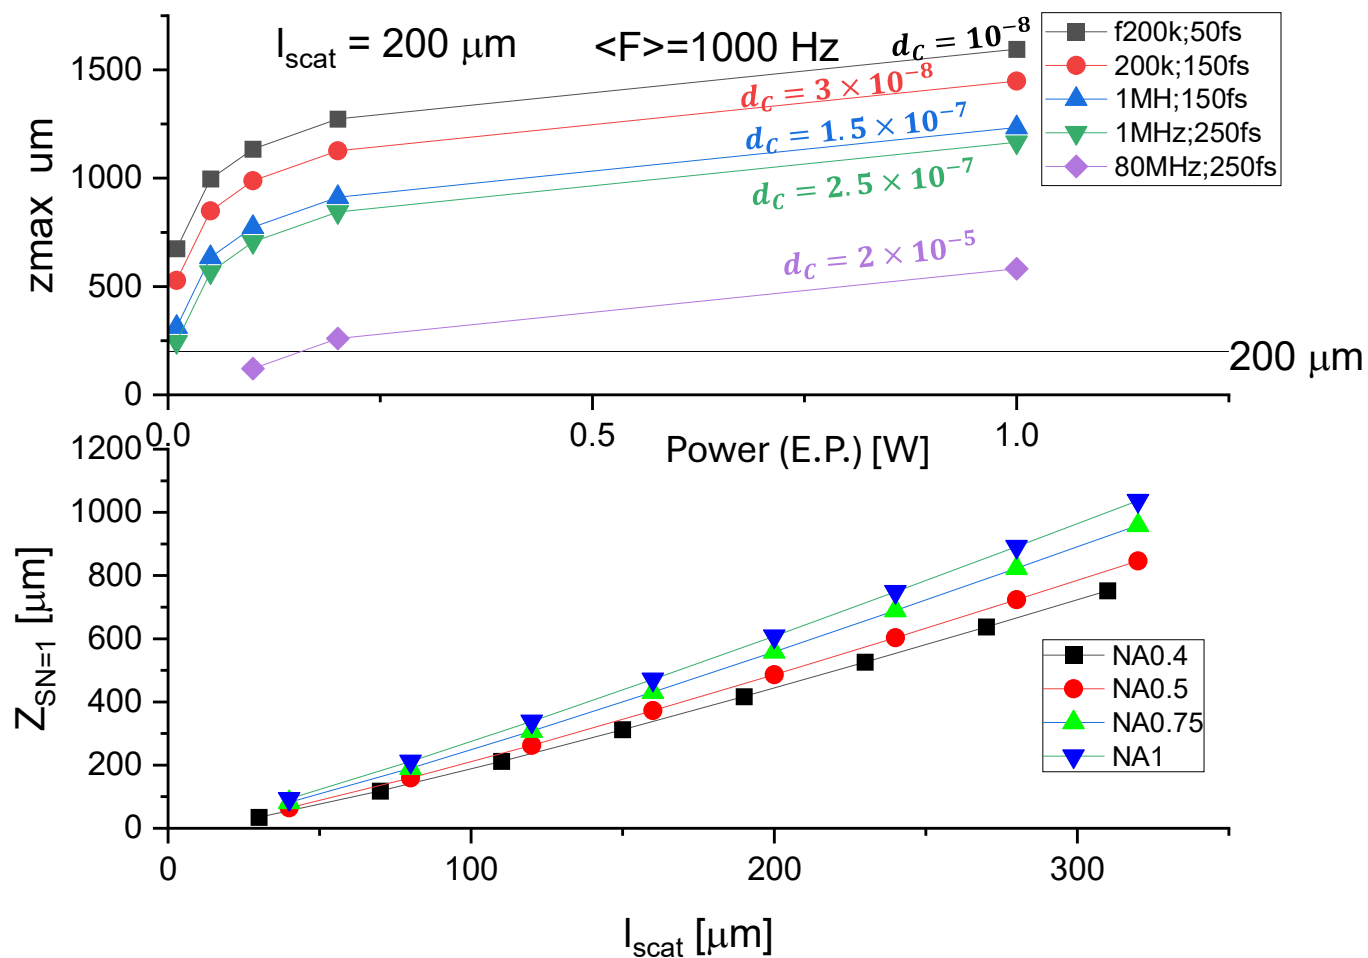 l_scat = 200 μm <F>=1000 Hz
d_C = 10^-8
d_C = 3 × 10^-8
d_C = 1.5 × 10^-7
d_C = 2.5 × 10^-7
d_C = 2 × 10^-5
f200k;50fs
200k;150fs
1MH;150fs
1MHz;250fs
80MHz;250fs
zmax um
1500
1000
500
0
200 μm
0.0 0.5 1.0
Power (E.P.) [W]
Z_SN=1 [μm]
1200
1000
800
600
400
200
0
NA0.4
NA0.5
NA0.75
NA1
0 100 200 300
l_scat [μm]